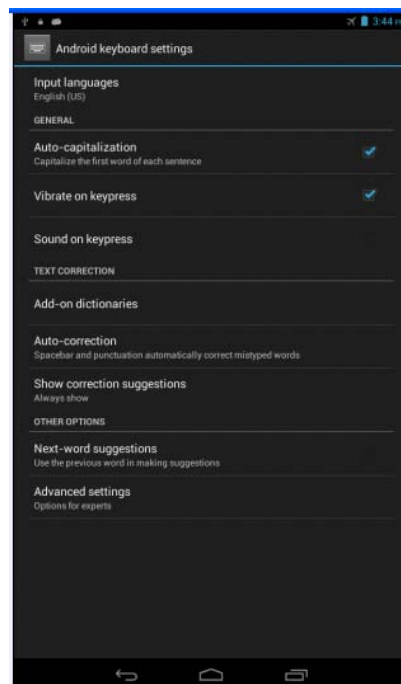 3:44
Android keyboard settings
Input languages
English (US)
GENERAL
Auto-capitalization
Capitalize the first word of each sentence
Vibrate on keypress
Sound on keypress
TEXT CORRECTION
Add-on dictionaries
Auto-correction
Spacebar and punctuation automatically correct mistyped words
Show correction suggestions
Always show
OTHER OPTIONS
Next-word suggestions
Use the previous word in making suggestions
Advanced settings
Options for experts